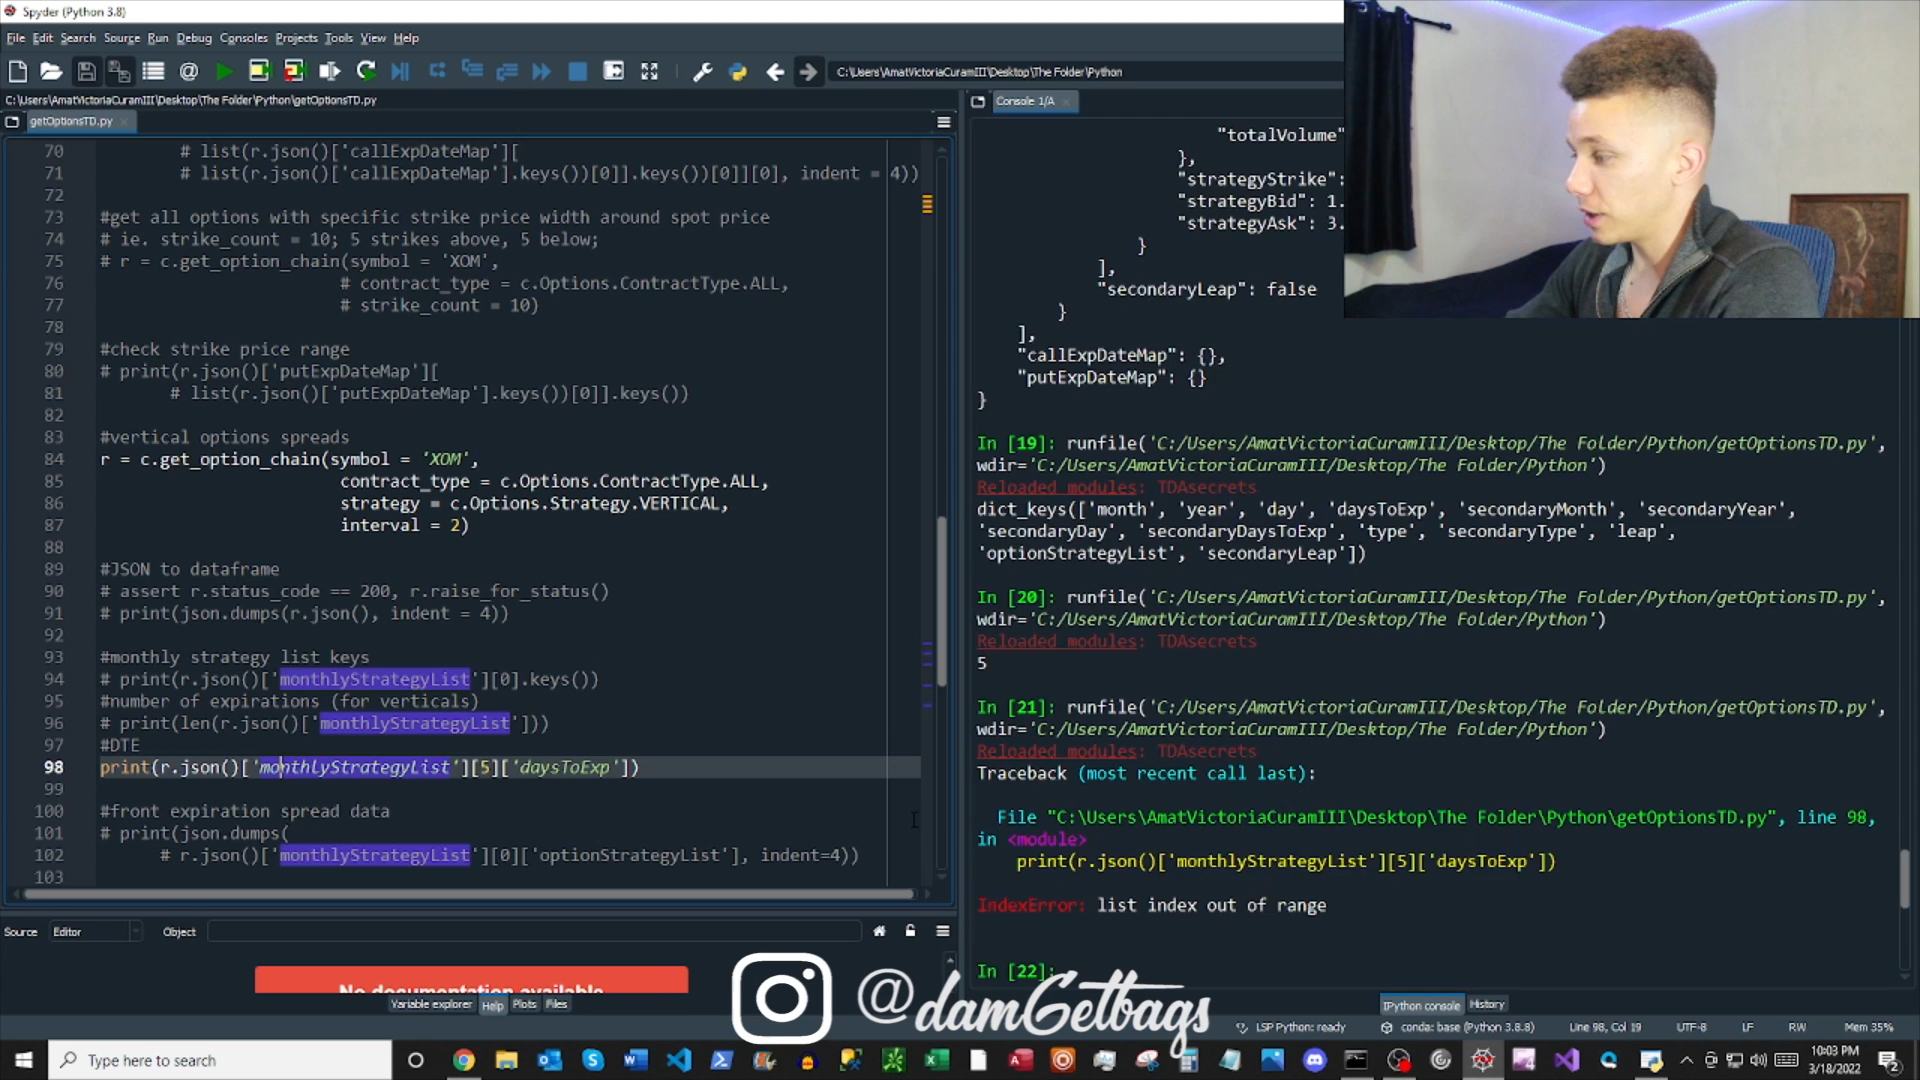 Spyder (Python 3.8)
File Edit Search Source Run Debug Consoles Projects Tools View Help
C:\Users\AmatVictoriaCuramIII\Desktop\The Folder\Python
C:\Users\AmatVictoriaCuramIII\Desktop\The Folder\Python\getOptionsTD.py
getOptionsTD.py
70 # list(r.json()['callExpDateMap'][
71 # list(r.json()['callExpDateMap'].keys())[0]].keys())[0]][0], indent = 4))
72
73 #get all options with specific strike price width around spot price
74 # ie. strike_count = 10; 5 strikes above, 5 below;
75 # r = c.get_option_chain(symbol = 'XOM',
76 # contract_type = c.Options.ContractType.ALL,
77 # strike_count = 10)
78
79 #check strike price range
80 # print(r.json()['putExpDateMap'][
81 # list(r.json()['putExpDateMap'].keys())[0]].keys())
82
83 #vertical options spreads
84 r = c.get_option_chain(symbol = 'XOM',
85 contract_type = c.Options.ContractType.ALL,
86 strategy = c.Options.Strategy.VERTICAL,
87 interval = 2)
88
89 #JSON to dataframe
90 # assert r.status_code == 200, r.raise_for_status()
91 # print(json.dumps(r.json(), indent = 4))
92
93 #monthly strategy list keys
94 # print(r.json()['monthlyStrategyList'][0].keys())
95 #number of expirations (for verticals)
96 # print(len(r.json()['monthlyStrategyList']))
97 #DTE
98 print(r.json()['monthlyStrategyList'][5]['daysToExp'])
99
100 #front expiration spread data
101 # print(json.dumps(
102 # r.json()['monthlyStrategyList'][0]['optionStrategyList'], indent=4))
103
Source Editor Object
No documentation available
Variable explorer Help Plots Files
Console 1/A
"totalVolume"
},
"strategyStrike":
"strategyBid": 1.
"strategyAsk": 3.
}
],
"secondaryLeap": false
}
],
"callExpDateMap": {},
"putExpDateMap": {}
}
In [19]: runfile('C:/Users/AmatVictoriaCuramIII/Desktop/The Folder/Python/getOptionsTD.py',
wdir='C:/Users/AmatVictoriaCuramIII/Desktop/The Folder/Python')
Reloaded modules: TDAsecrets
dict_keys(['month', 'year', 'day', 'daysToExp', 'secondaryMonth', 'secondaryYear',
'secondaryDay', 'secondaryDaysToExp', 'type', 'secondaryType', 'leap',
'optionStrategyList', 'secondaryLeap'])
In [20]: runfile('C:/Users/AmatVictoriaCuramIII/Desktop/The Folder/Python/getOptionsTD.py',
wdir='C:/Users/AmatVictoriaCuramIII/Desktop/The Folder/Python')
Reloaded modules: TDAsecrets
5
In [21]: runfile('C:/Users/AmatVictoriaCuramIII/Desktop/The Folder/Python/getOptionsTD.py',
wdir='C:/Users/AmatVictoriaCuramIII/Desktop/The Folder/Python')
Reloaded modules: TDAsecrets
Traceback (most recent call last):
File "C:\Users\AmatVictoriaCuramIII\Desktop\The Folder\Python\getOptionsTD.py", line 98,
in <module>
print(r.json()['monthlyStrategyList'][5]['daysToExp'])
IndexError: list index out of range
In [22]:
@damGetbags
IPython console History
LSP Python: ready conda: base (Python 3.8.8) Line 98, Col 19 UTF-8 LF RW Mem 35%
Type here to search
10:03 PM
3/18/2022
2